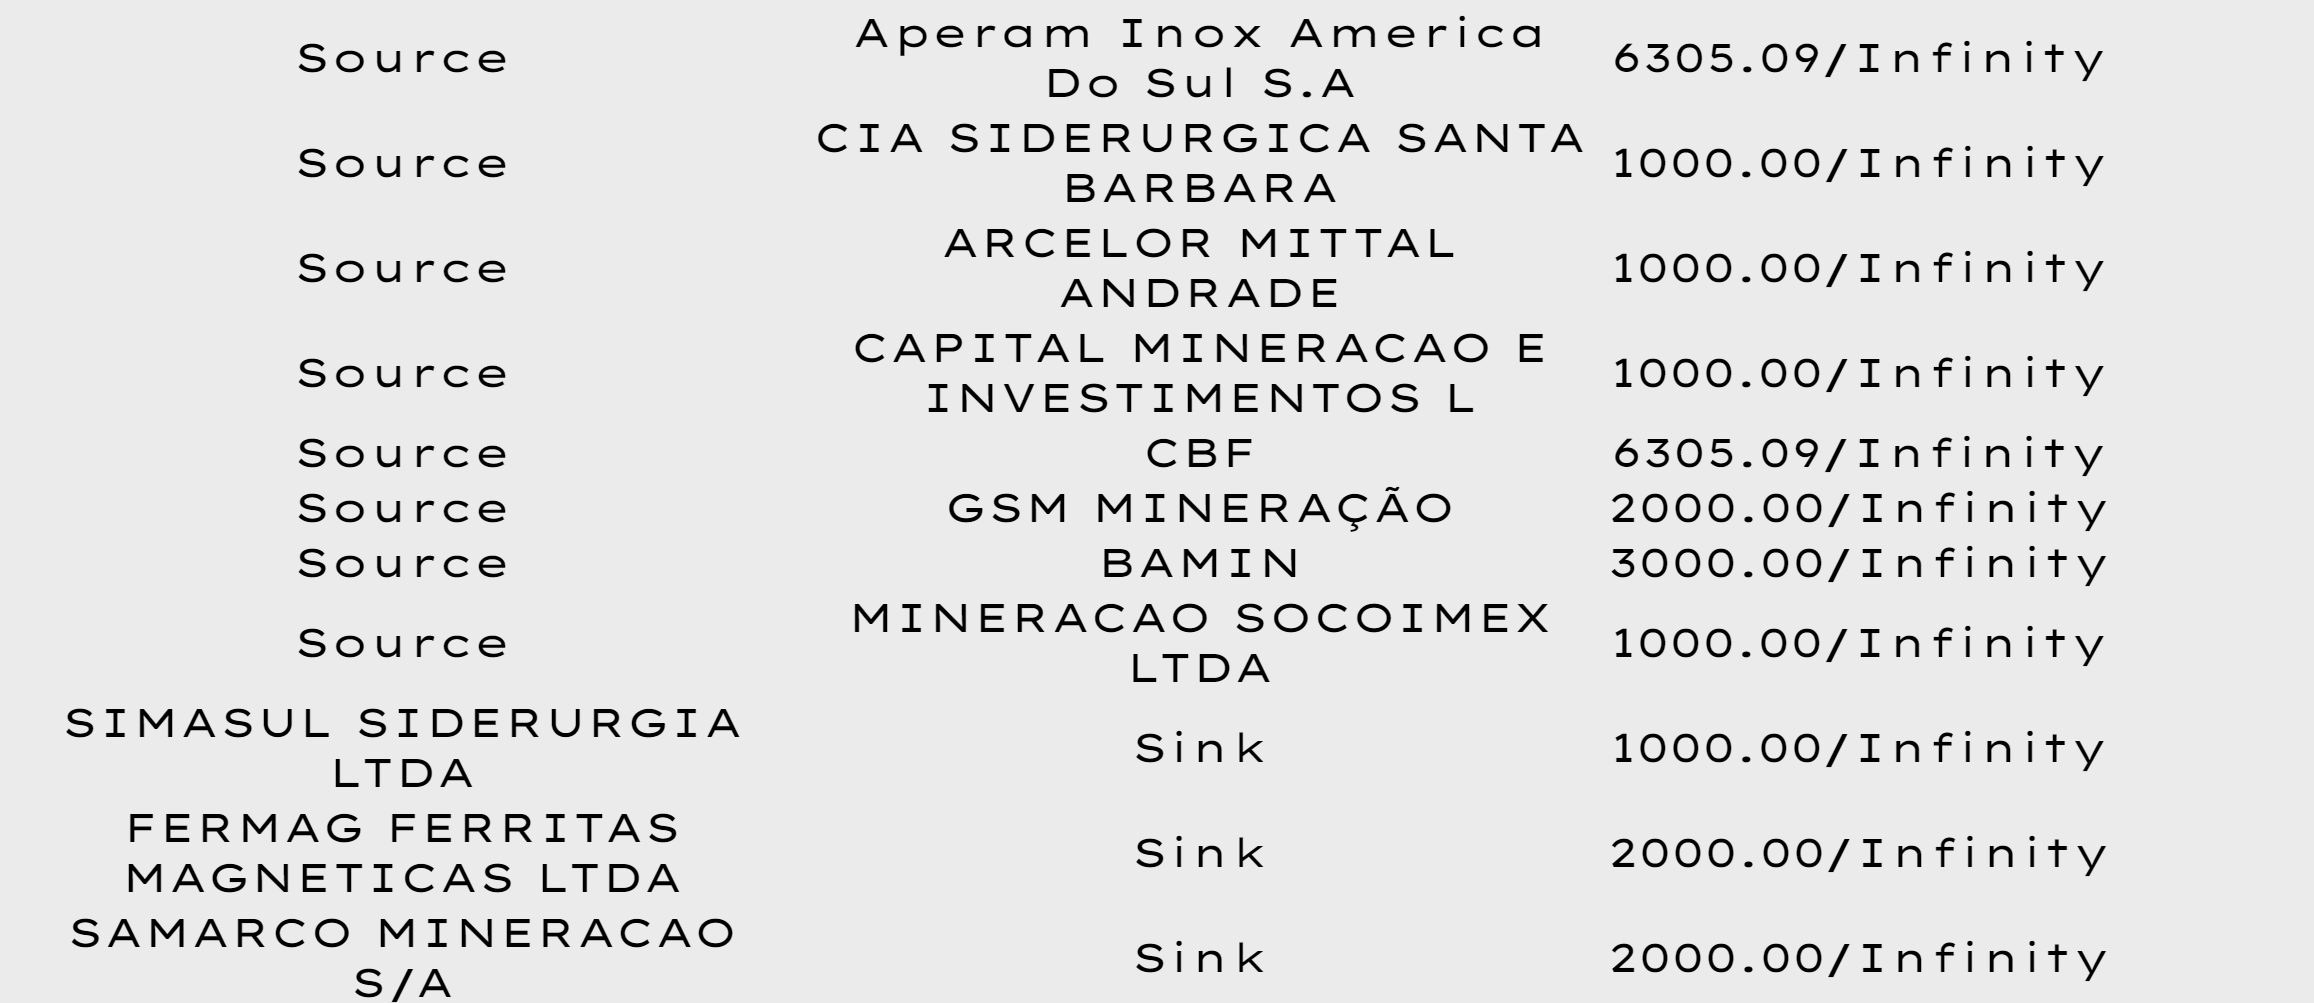 Source Aperam Inox America Do Sul S.A 6305.09/Infinity
Source CIA SIDERURGICA SANTA BARBARA 1000.00/Infinity
Source ARCELOR MITTAL ANDRADE 1000.00/Infinity
Source CAPITAL MINERACAO E INVESTIMENTOS L 1000.00/Infinity
Source CBF 6305.09/Infinity
Source GSM MINERAÇÃO 2000.00/Infinity
Source BAMIN 3000.00/Infinity
Source MINERACAO SOCOIMEX LTDA 1000.00/Infinity
SIMASUL SIDERURGIA LTDA Sink 1000.00/Infinity
FERMAG FERRITAS MAGNETICAS LTDA Sink 2000.00/Infinity
SAMARCO MINERACAO S/A Sink 2000.00/Infinity